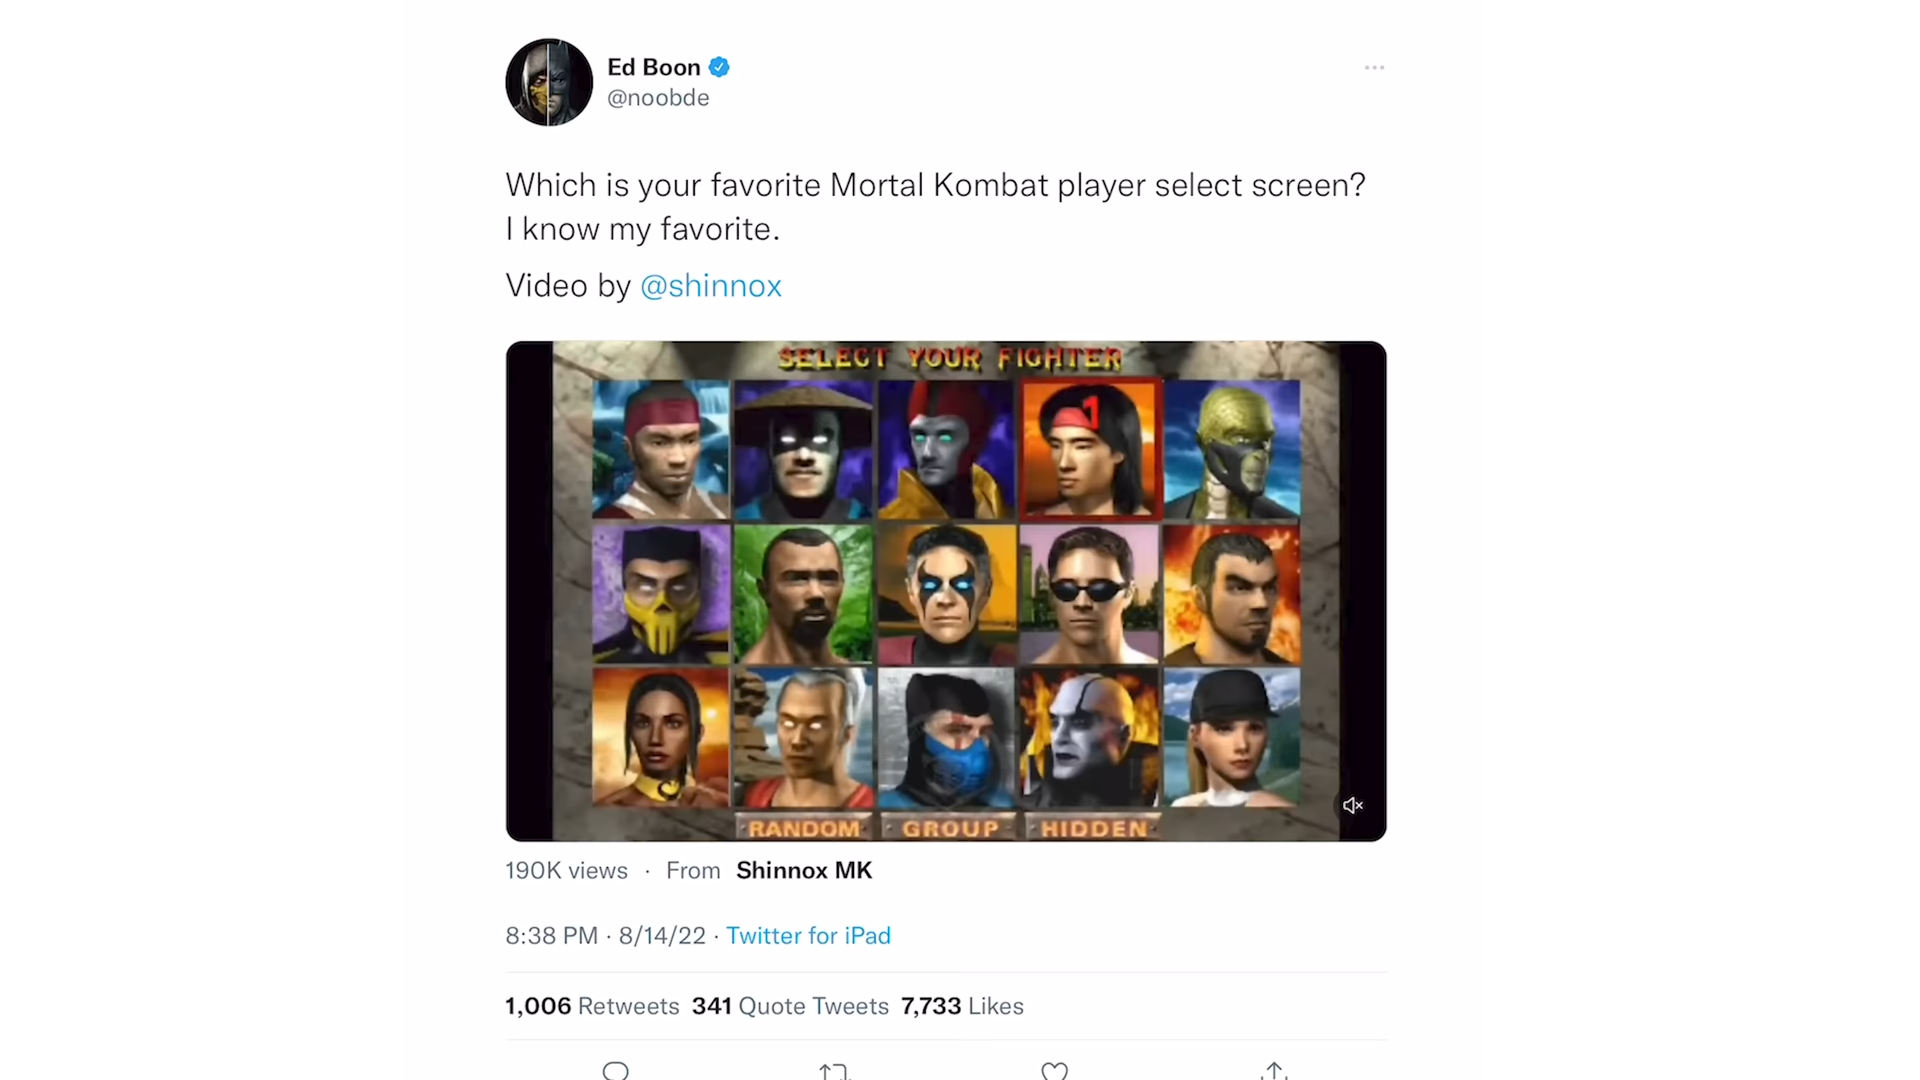 Ed Boon
@noobde
Which is your favorite Mortal Kombat player select screen?
I know my favorite.
Video by @shinnox
SELECT YOUR FIGHTER
1
RANDOM GROUP HIDDEN
190K views · From Shinnox MK
8:38 PM · 8/14/22 · Twitter for iPad
1,006 Retweets 341 Quote Tweets 7,733 Likes